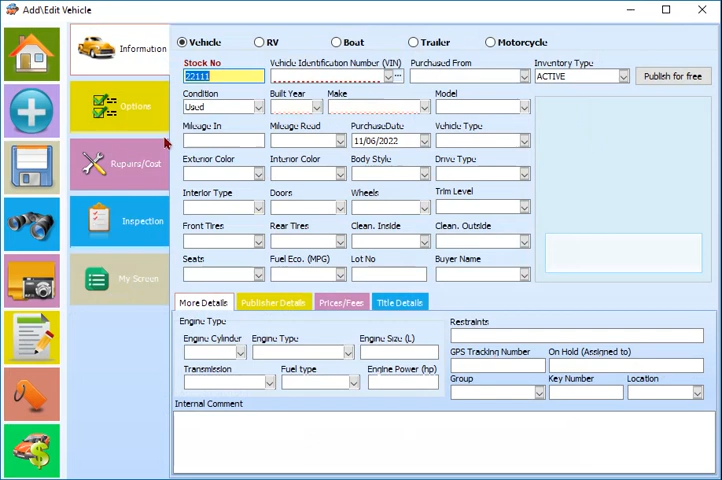 Add\Edit Vehicle
Information
Options
Repairs/Cost
Inspection
My Screen
Vehicle RV Boat Trailer Motorcycle
Stock No Vehicle Identification Number (VIN) Purchased From Inventory Type
22111 ACTIVE Publish for free
Condition Built Year Make Model
Used
Mileage In Mileage Read PurchaseDate Vehicle Type
11/06/2022
Exterior Color Interior Color Body Style Drive Type
Interior Type Doors Wheels Trim Level
Front Tires Rear Tires Clean. Inside Clean. Outside
Seats Fuel Eco. (MPG) Lot No Buyer Name
More Details Publisher Details Prices/Fees Title Details
Engine Type Restraints
Engine Cylinder Engine Type Engine Size (L)
GPS Tracking Number On Hold (Assigned to)
Transmission Fuel type Engine Power (hp)
Group Key Number Location
Internal Comment